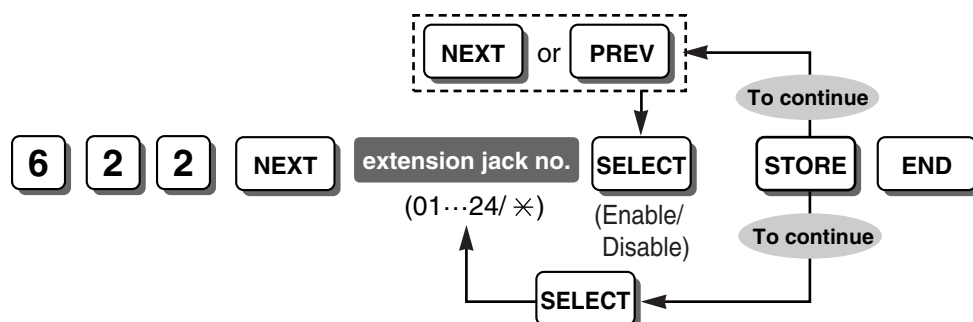 NEXT or PREV
To continue
6 2 2 NEXT extension jack no. SELECT STORE END
(01···24/ ✳)
(Enable/
Disable)
To continue
SELECT